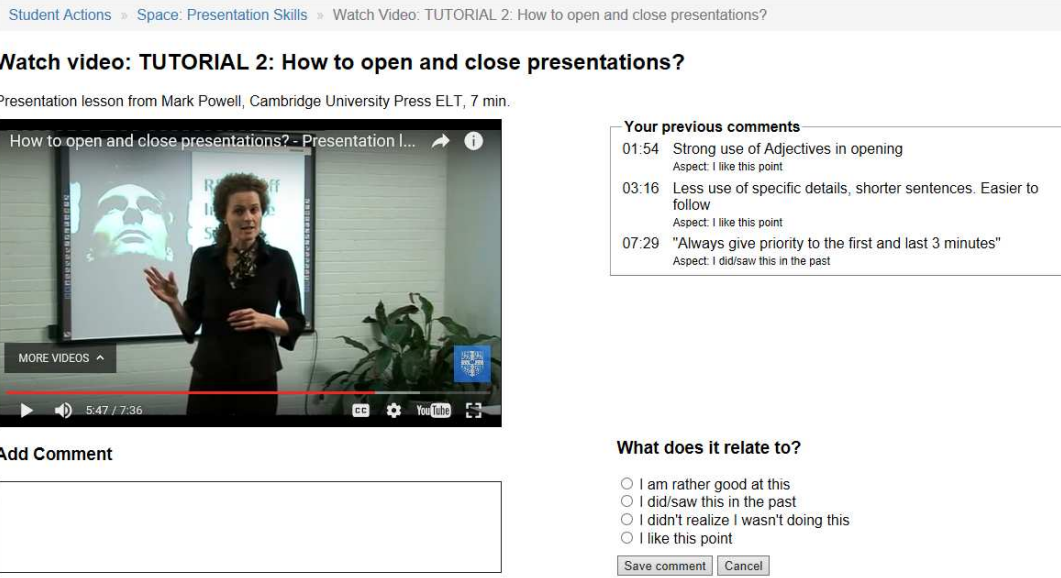 Student Actions » Space: Presentation Skills » Watch Video: TUTORIAL 2: How to open and close presentations?
Watch video: TUTORIAL 2: How to open and close presentations?
Presentation lesson from Mark Powell, Cambridge University Press ELT, 7 min.
How to open and close presentations? - Presentation l...
MORE VIDEOS
5:47 / 7:36
CC
YouTube
Your previous comments
01:54 Strong use of Adjectives in opening
Aspect: I like this point
03:16 Less use of specific details, shorter sentences. Easier to
follow
Aspect: I like this point
07:29 "Always give priority to the first and last 3 minutes"
Aspect: I did/saw this in the past
Add Comment
What does it relate to?
I am rather good at this
I did/saw this in the past
I didn't realize I wasn't doing this
I like this point
Save comment Cancel